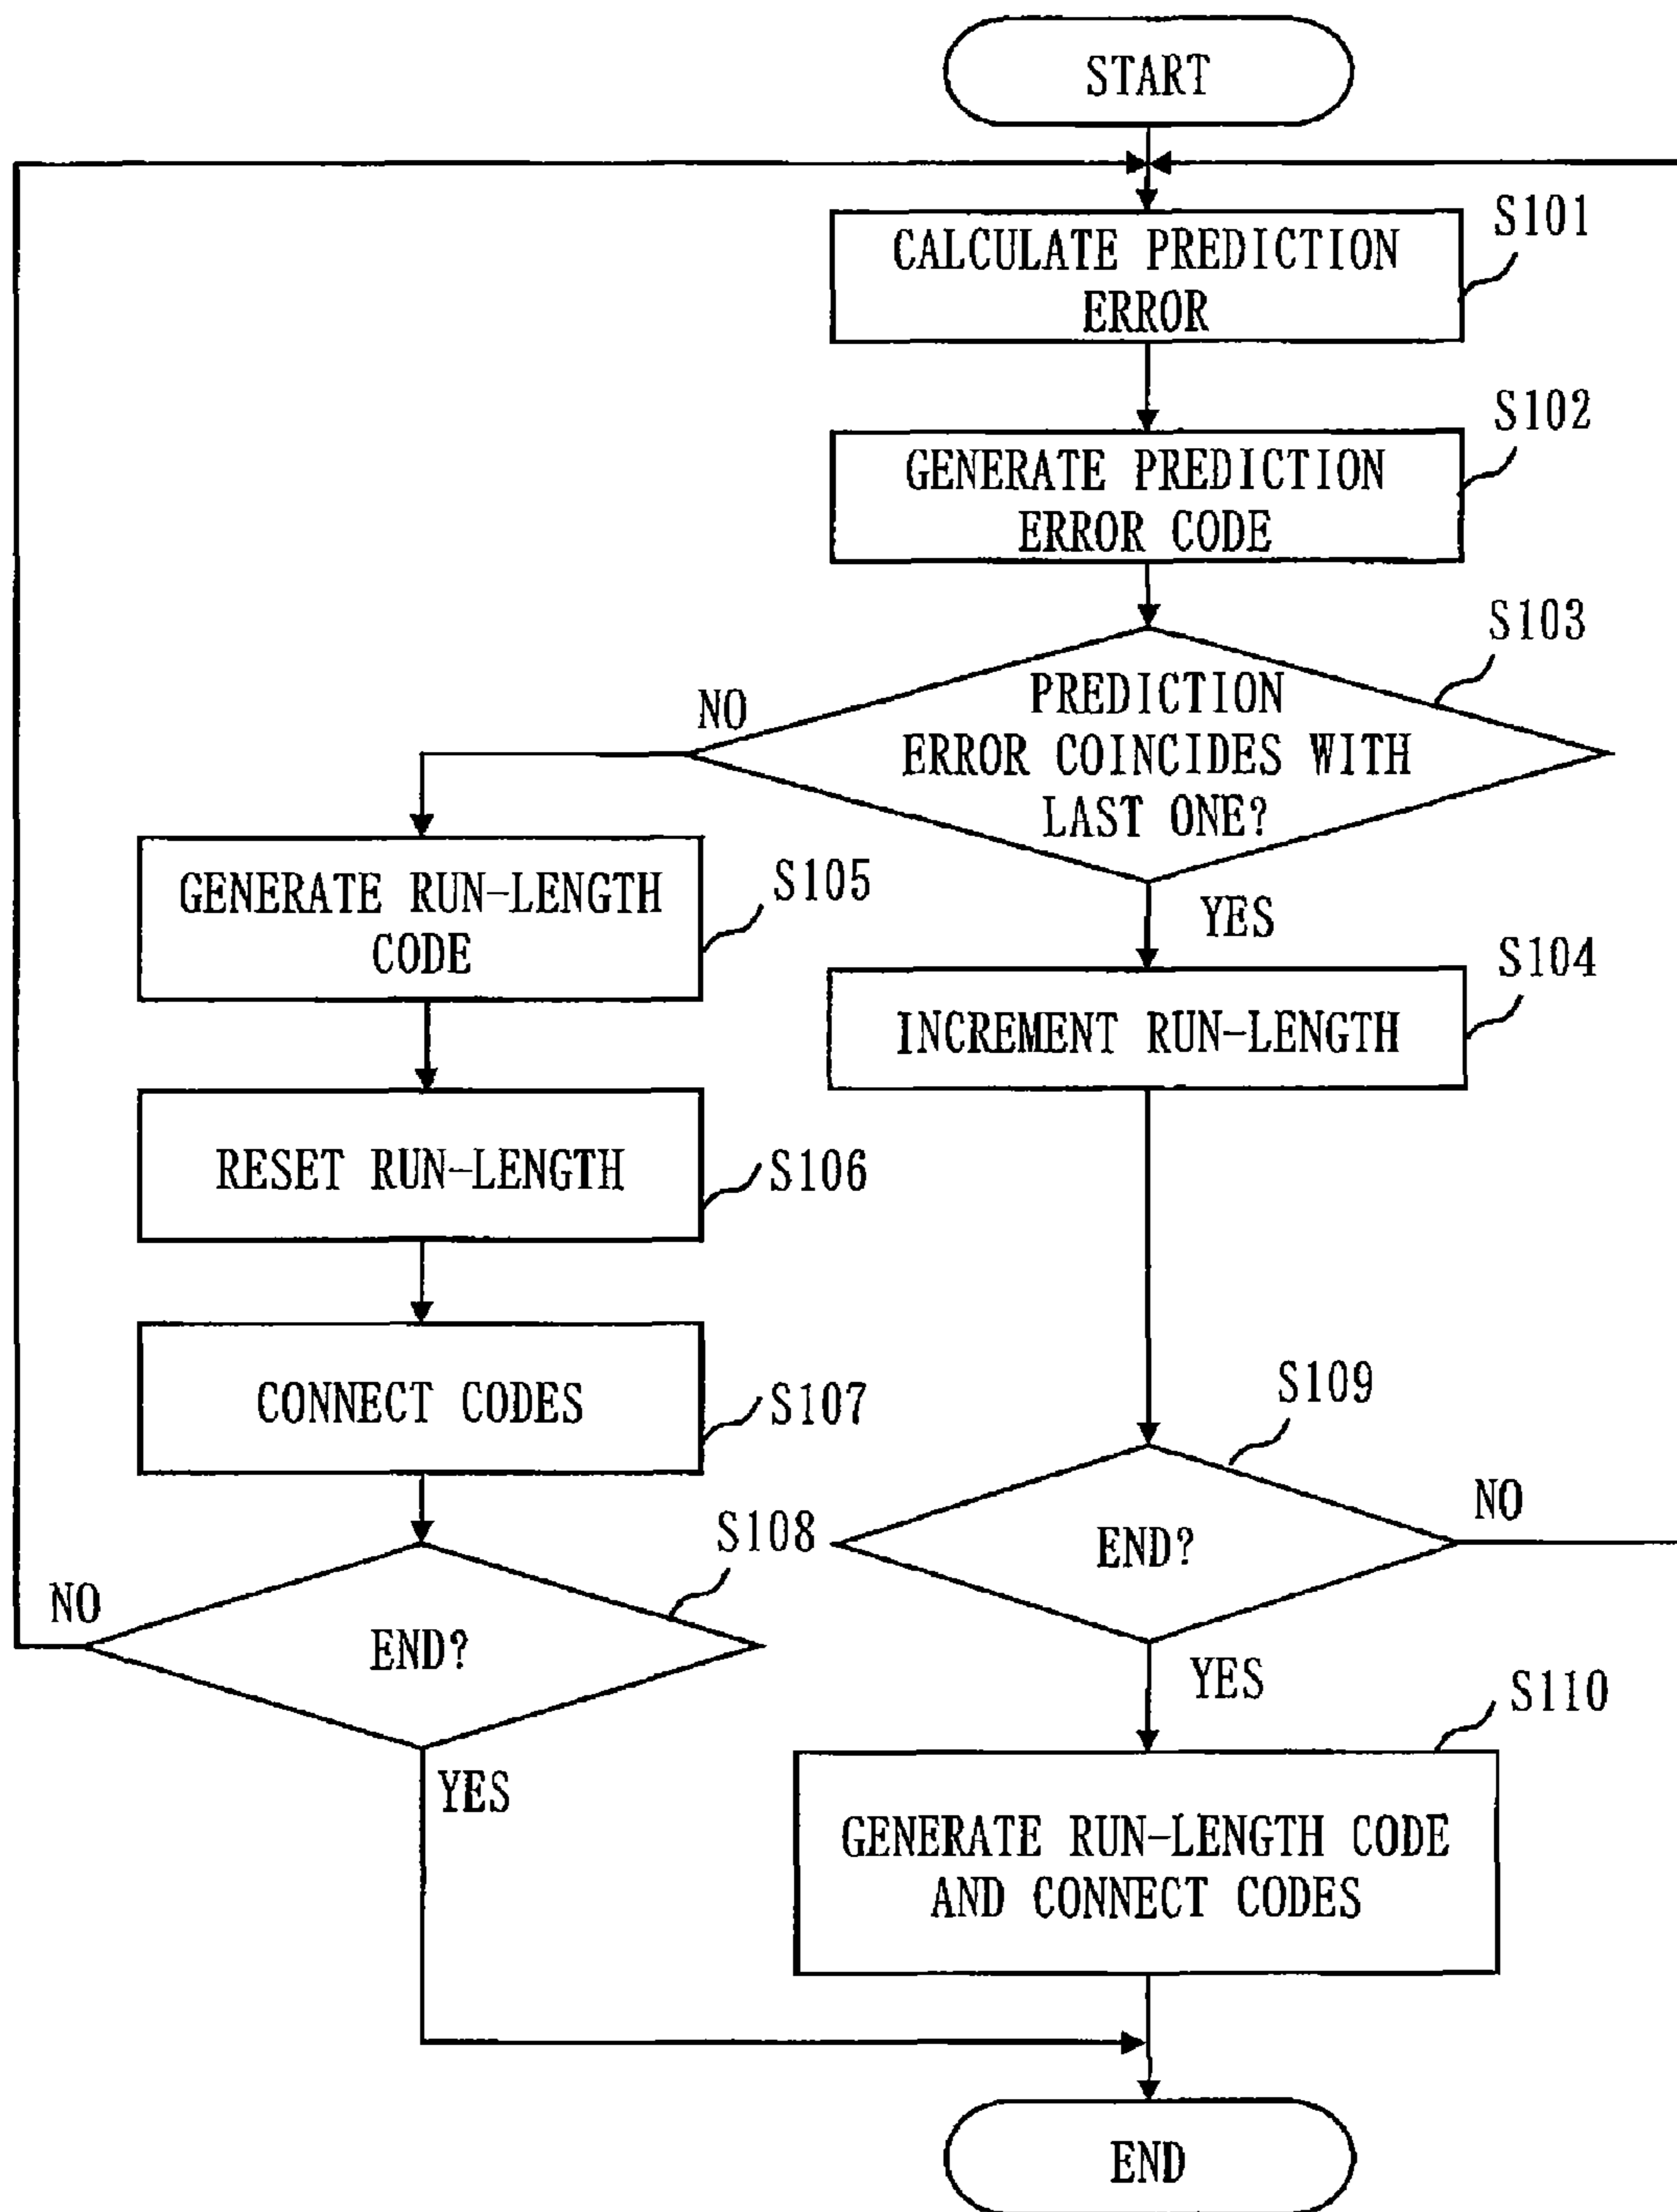 START
S101
CALCULATE PREDICTION
ERROR
S102
GENERATE PREDICTION
ERROR CODE
S103
PREDICTION
ERROR COINCIDES WITH
LAST ONE?
NO
YES
S105
GENERATE RUN-LENGTH
CODE
S104
INCREMENT RUN-LENGTH
RESET RUN-LENGTH
S106
CONNECT CODES
S107
S109
END?
NO
S108
NO
END?
YES
YES
S110
GENERATE RUN-LENGTH CODE
AND CONNECT CODES
END